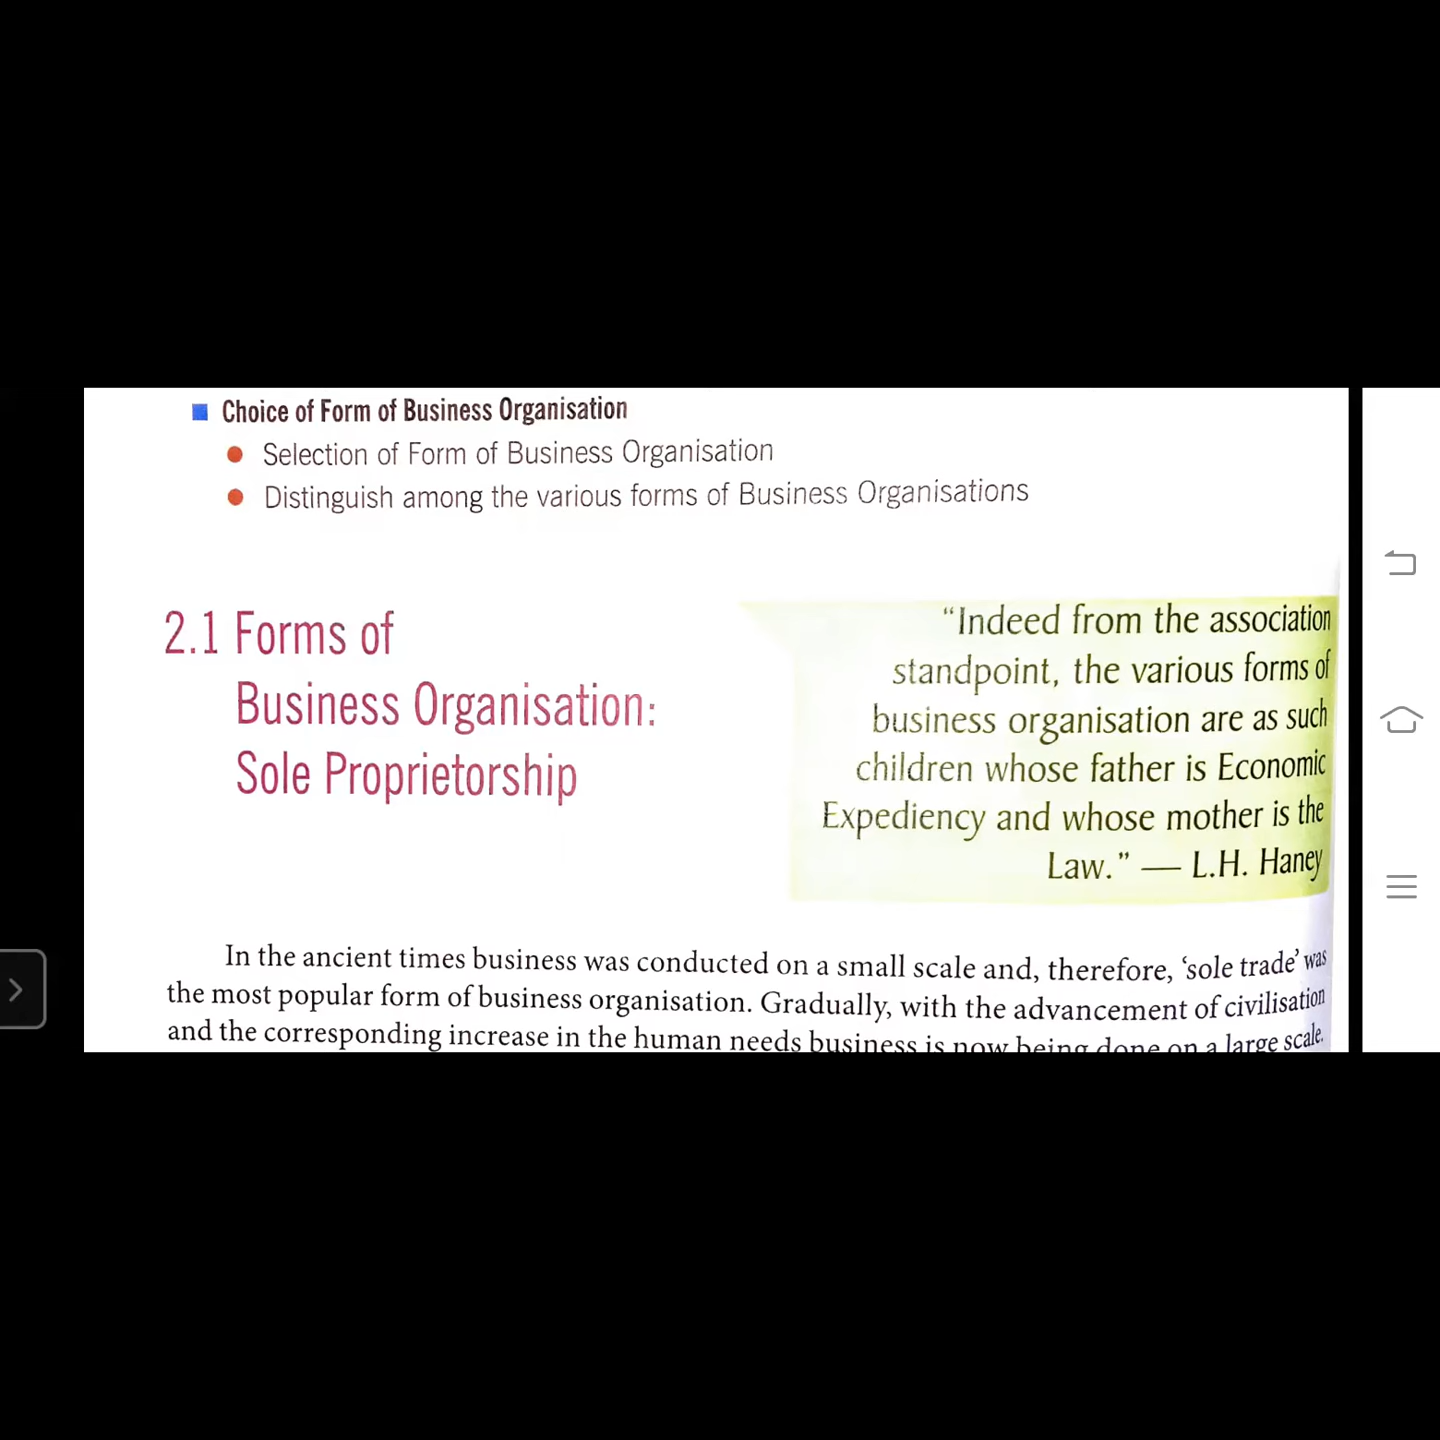 Choice of Form of Business Organisation
Selection of Form of Business Organisation
Distinguish among the various forms of Business Organisations
2.1 Forms of
Business Organisation:
Sole Proprietorship
“Indeed from the association
standpoint, the various forms of
business organisation are as such
children whose father is Economic
Expediency and whose mother is the
Law.” — L.H. Haney
In the ancient times business was conducted on a small scale and, therefore, ‘sole trade’ was
the most popular form of business organisation. Gradually, with the advancement of civilisation
and the corresponding increase in the human needs business is now being done on a large scale.